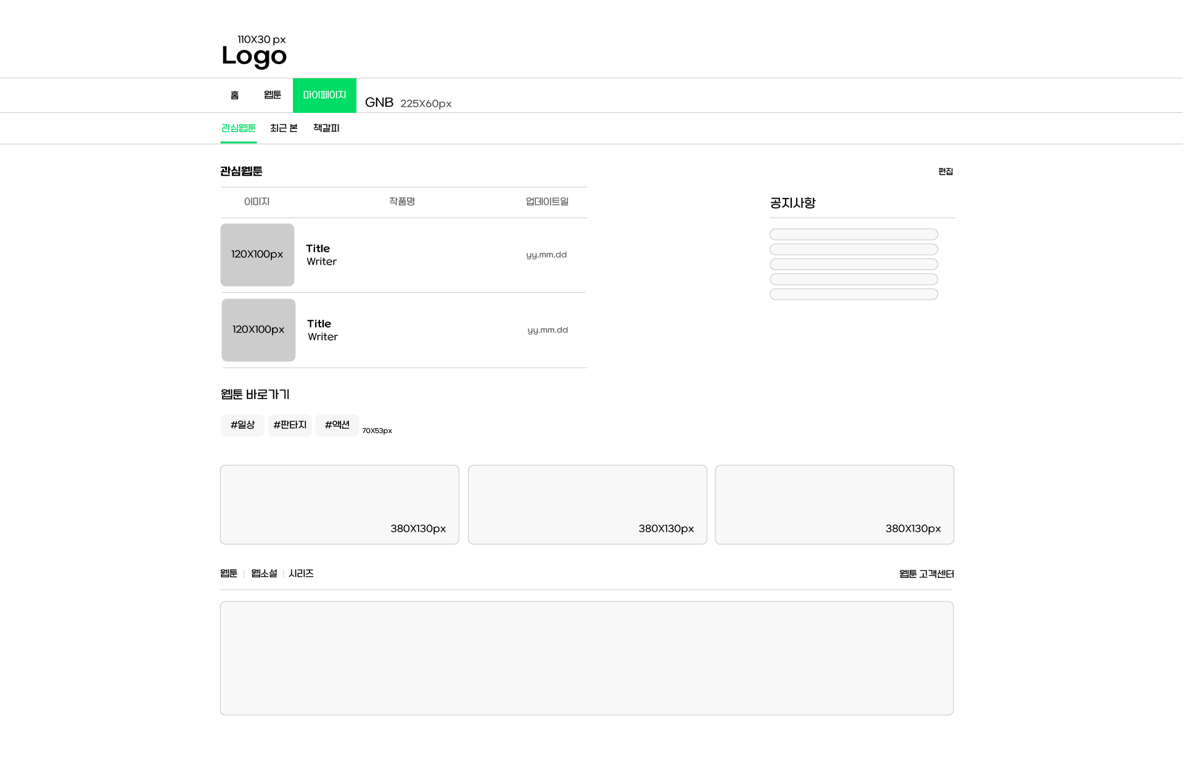 110X30 px
Logo
홈 웹툰 마이페이지 GNB 225X60px
관심웹툰 최근 본 책갈피
관심웹툰 편집
이미지 작품명 업데이트일 공지사항
120X100px Title yy.mm.dd
Writer
120X100px Title yy.mm.dd
Writer
웹툰 바로가기
#일상 #판타지 #액션 70X53px
380X130px 380X130px 380X130px
웹툰 | 웹소설 | 시리즈 웹툰 고객센터